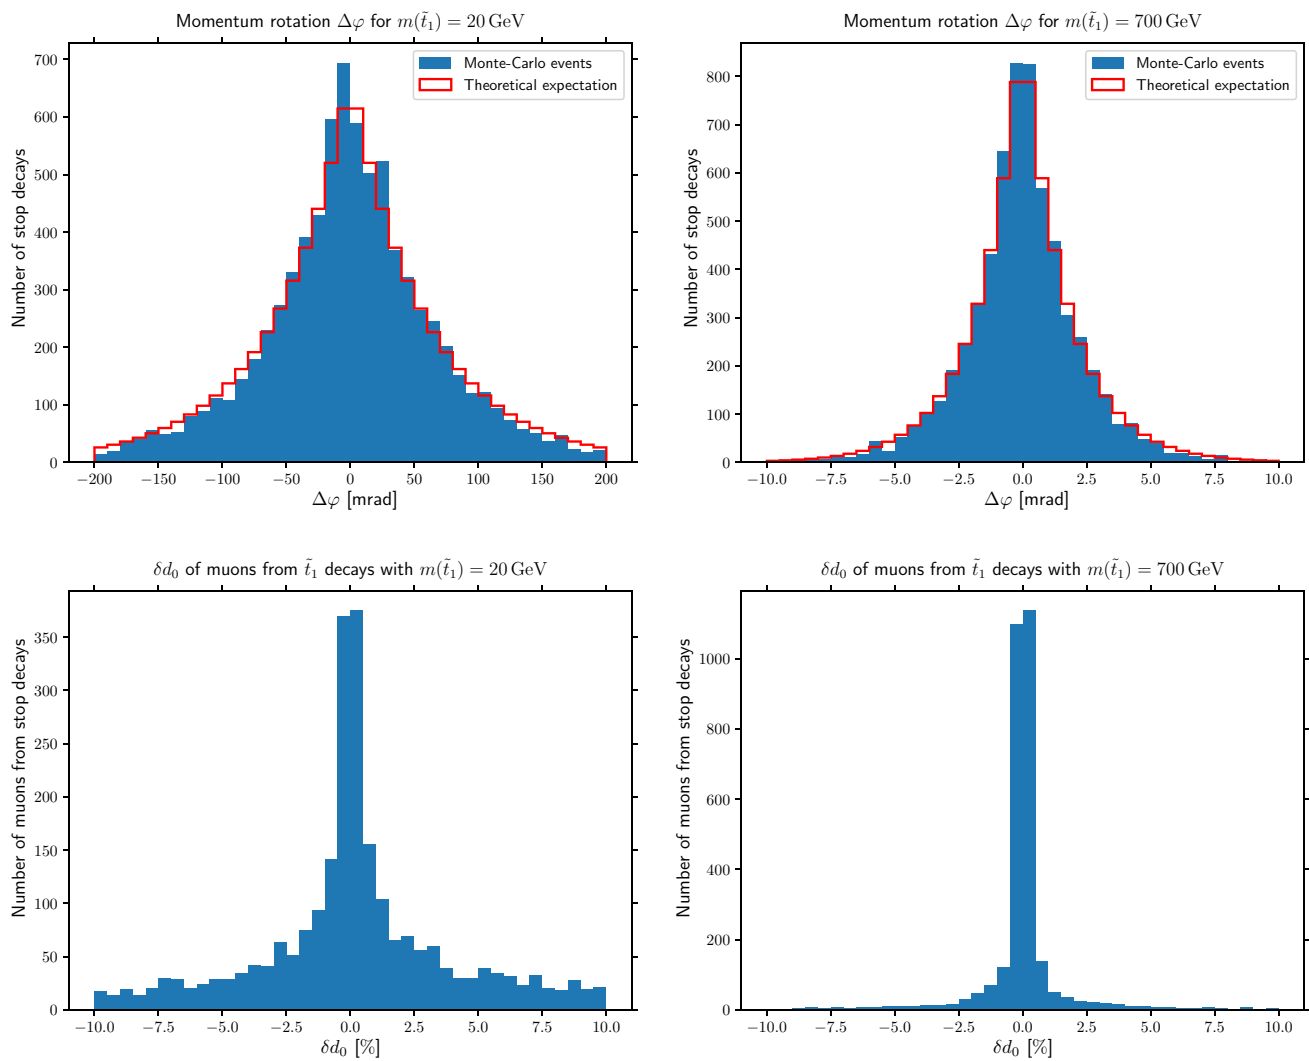 Momentum rotation Δφ for m(t̃₁) = 20 GeV
Number of stop decays
700
600
500
400
300
200
100
0
Monte-Carlo events
Theoretical expectation
−200 −150 −100 −50 0 50 100 150 200
Δφ [mrad]
Momentum rotation Δφ for m(t̃₁) = 700 GeV
Number of stop decays
800
700
600
500
400
300
200
100
0
Monte-Carlo events
Theoretical expectation
−10.0 −7.5 −5.0 −2.5 0.0 2.5 5.0 7.5 10.0
Δφ [mrad]
δd₀ of muons from t̃₁ decays with m(t̃₁) = 20 GeV
Number of muons from stop decays
350
300
250
200
150
100
50
0
−10.0 −7.5 −5.0 −2.5 0.0 2.5 5.0 7.5 10.0
δd₀ [%]
δd₀ of muons from t̃₁ decays with m(t̃₁) = 700 GeV
Number of muons from stop decays
1000
800
600
400
200
0
−10.0 −7.5 −5.0 −2.5 0.0 2.5 5.0 7.5 10.0
δd₀ [%]